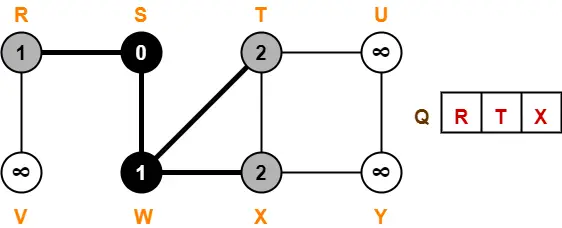 R S T U
1 0 2 ∞
Q R T X
∞ 1 2 ∞
V W X Y